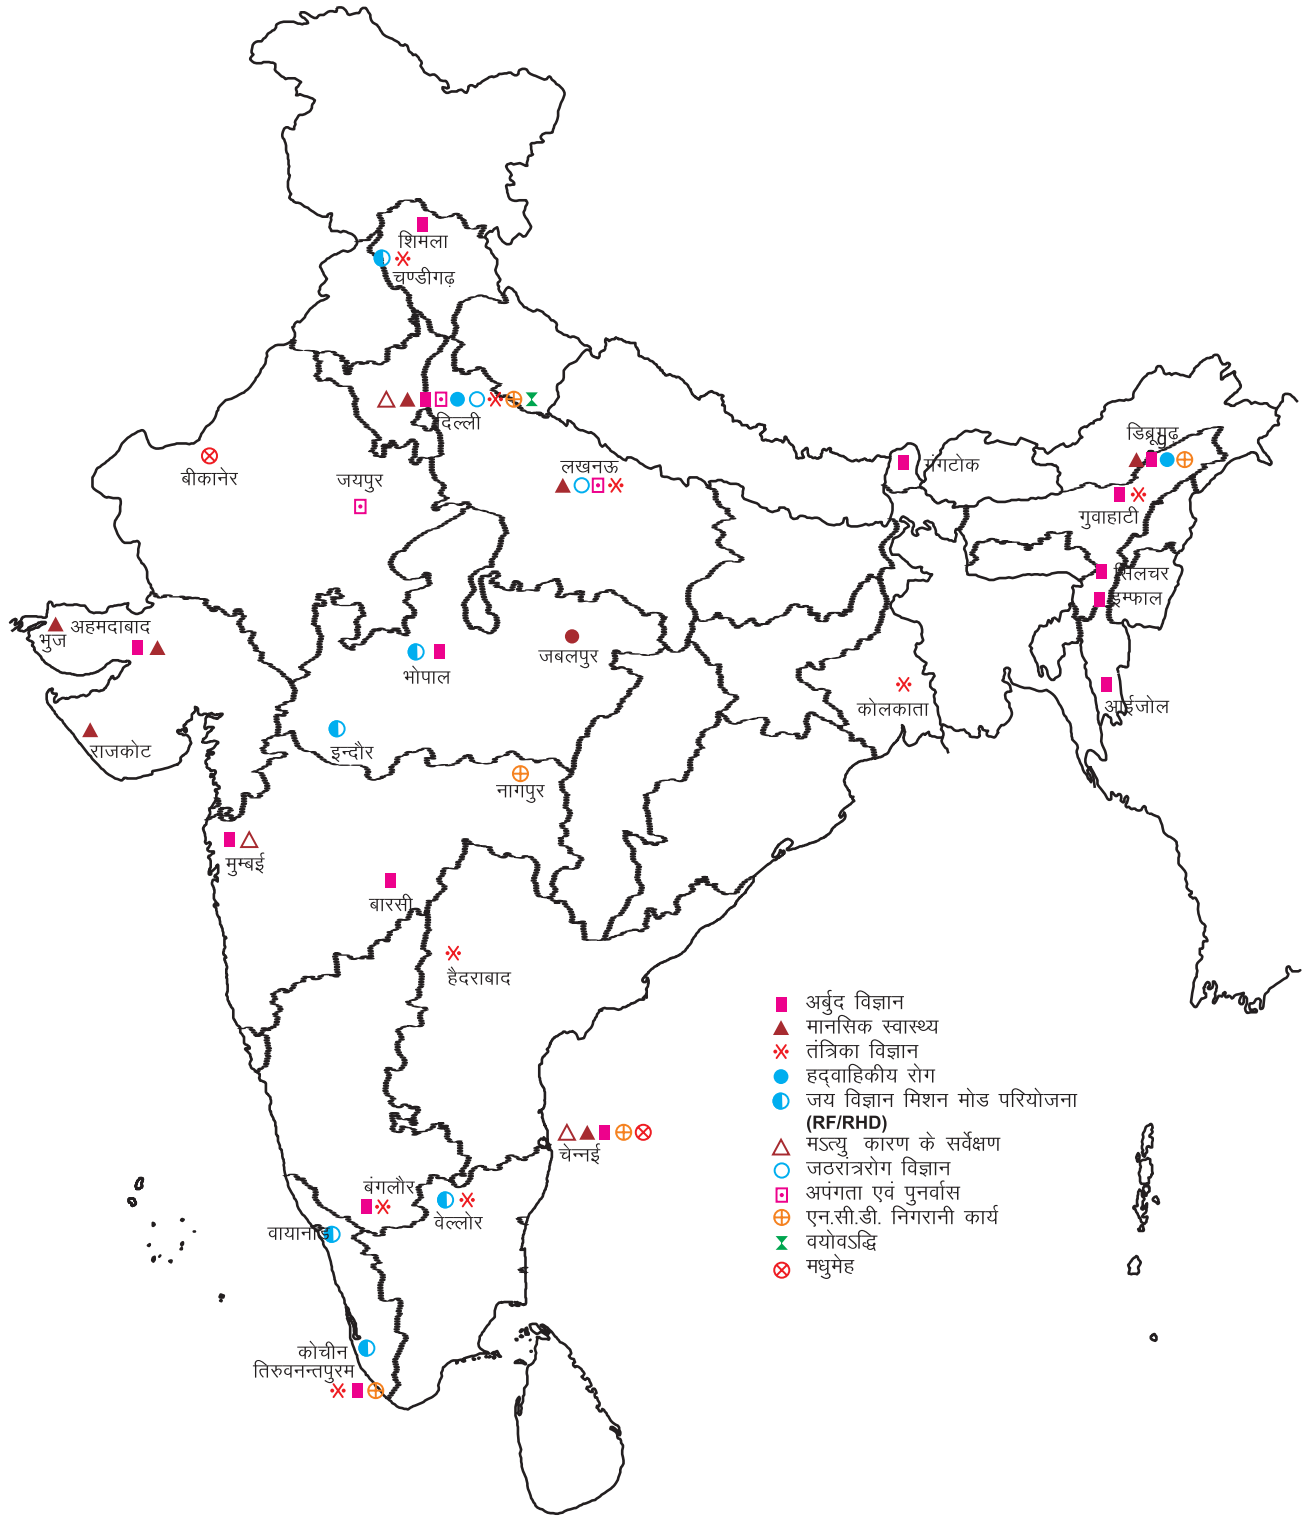 शिमला
चण्डीगढ़
दिल्ली
बीकानेर
जयपुर
लखनऊ
गंगटोक
डिब्रूगढ़
गुवाहाटी
सिलचर
इम्फाल
आईजोल
अहमदाबाद
भुज
राजकोट
भोपाल
जबलपुर
इन्दौर
कोलकाता
नागपुर
मुम्बई
बारसी
हैदराबाद
चेन्नई
बंगलौर
वेल्लोर
वायानाड
कोचीन
तिरुवनन्तपुरम
अर्बुद विज्ञान
मानसिक स्वास्थ्य
तंत्रिका विज्ञान
हद्वाहिकीय रोग
जय विज्ञान मिशन मोड परियोजना
(RF/RHD)
मऽत्यु कारण के सर्वेक्षण
जठरांत्ररोग विज्ञान
अपंगता एवं पुनर्वास
एन.सी.डी. निगरानी कार्य
वयोवऽद्धि
मधुमेह